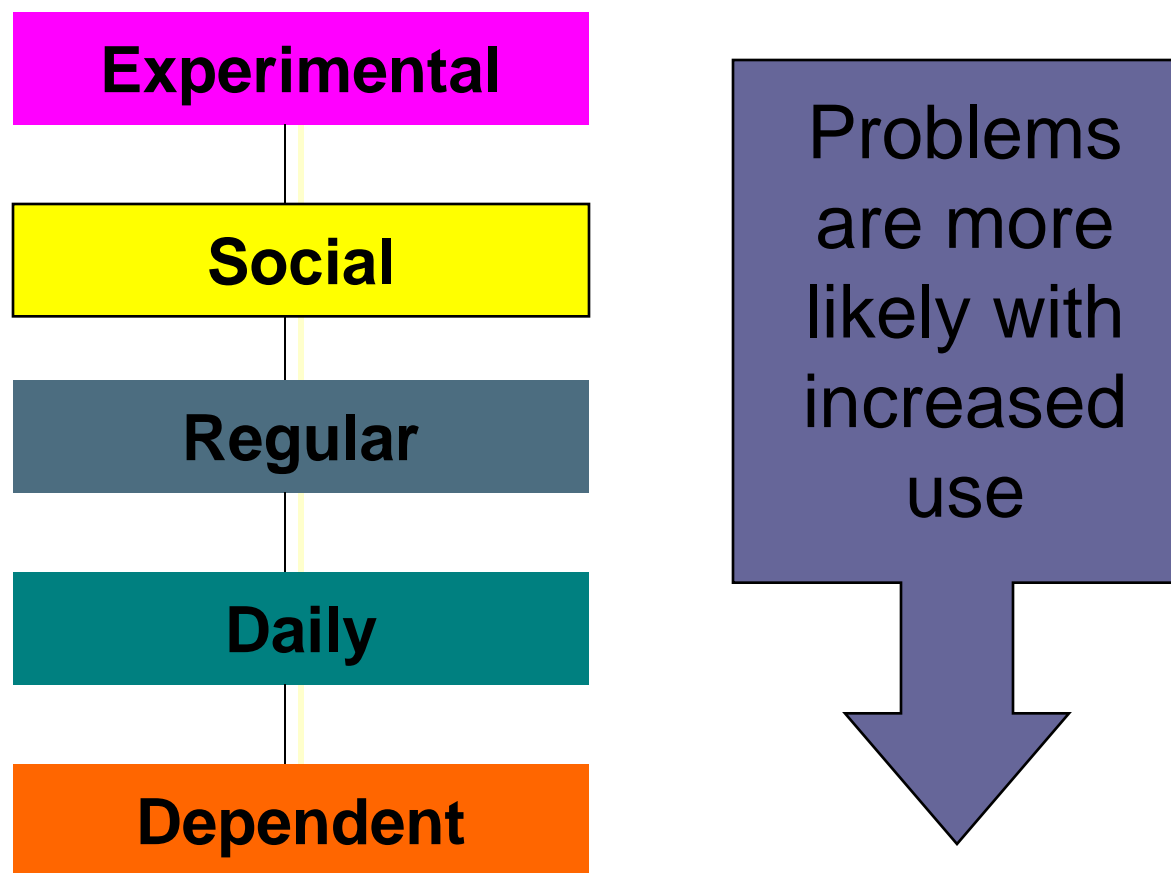 Experimental
Social
Regular
Daily
Dependent
Problems
are more
likely with
increased
use